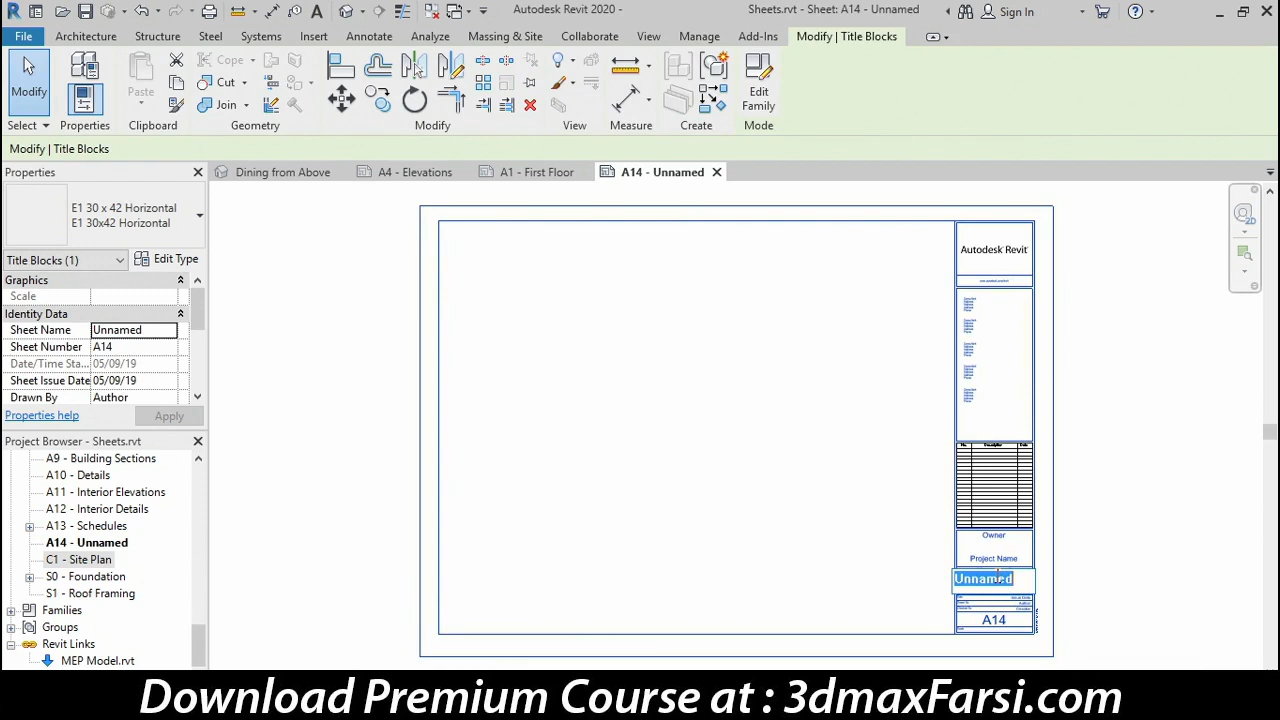 Autodesk Revit 2020 -
Sheets.rvt - Sheet: A14 - Unnamed
Sign In
File
Architecture
Structure
Steel
Systems
Insert
Annotate
Analyze
Massing & Site
Collaborate
View
Manage
Add-Ins
Modify | Title Blocks
Modify
Paste
Cope
Cut
Join
Edit
Family
Select
Properties
Clipboard
Geometry
Modify
View
Measure
Create
Mode
Modify | Title Blocks
Properties
E1 30 x 42 Horizontal
E1 30x42 Horizontal
Title Blocks (1)
Edit Type
Graphics
Scale
Identity Data
Sheet Name Unnamed
Sheet Number A14
Date/Time Sta... 05/09/19
Sheet Issue Date 05/09/19
Drawn By Author
Properties help
Apply
Project Browser - Sheets.rvt
A9 - Building Sections
A10 - Details
A11 - Interior Elevations
A12 - Interior Details
A13 - Schedules
A14 - Unnamed
C1 - Site Plan
S0 - Foundation
S1 - Roof Framing
Families
Groups
Revit Links
MEP Model.rvt
Dining from Above
A4 - Elevations
A1 - First Floor
A14 - Unnamed
2D
Autodesk Revit
No. Description Date
Owner
Project Name
Unnamed
A14
Download Premium Course at : 3dmaxFarsi.com